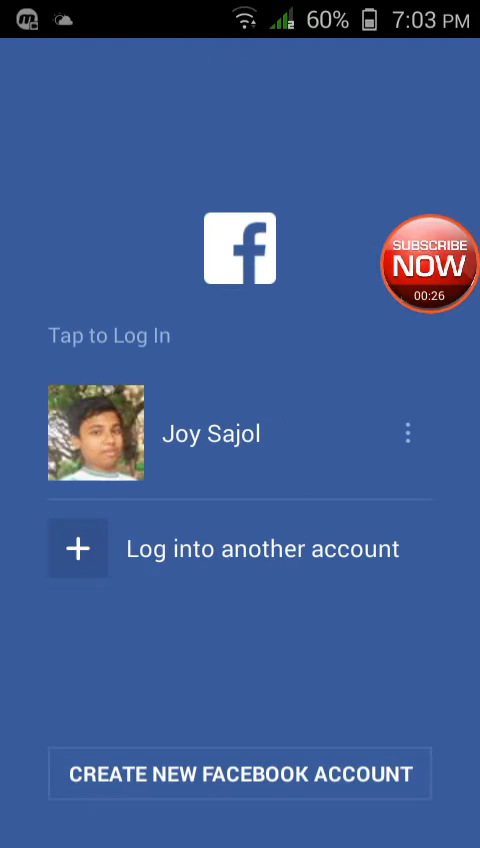 60% 7:03 PM
f
SUBSCRIBE
NOW
00:26
Tap to Log In
Joy Sajol
Log into another account
CREATE NEW FACEBOOK ACCOUNT